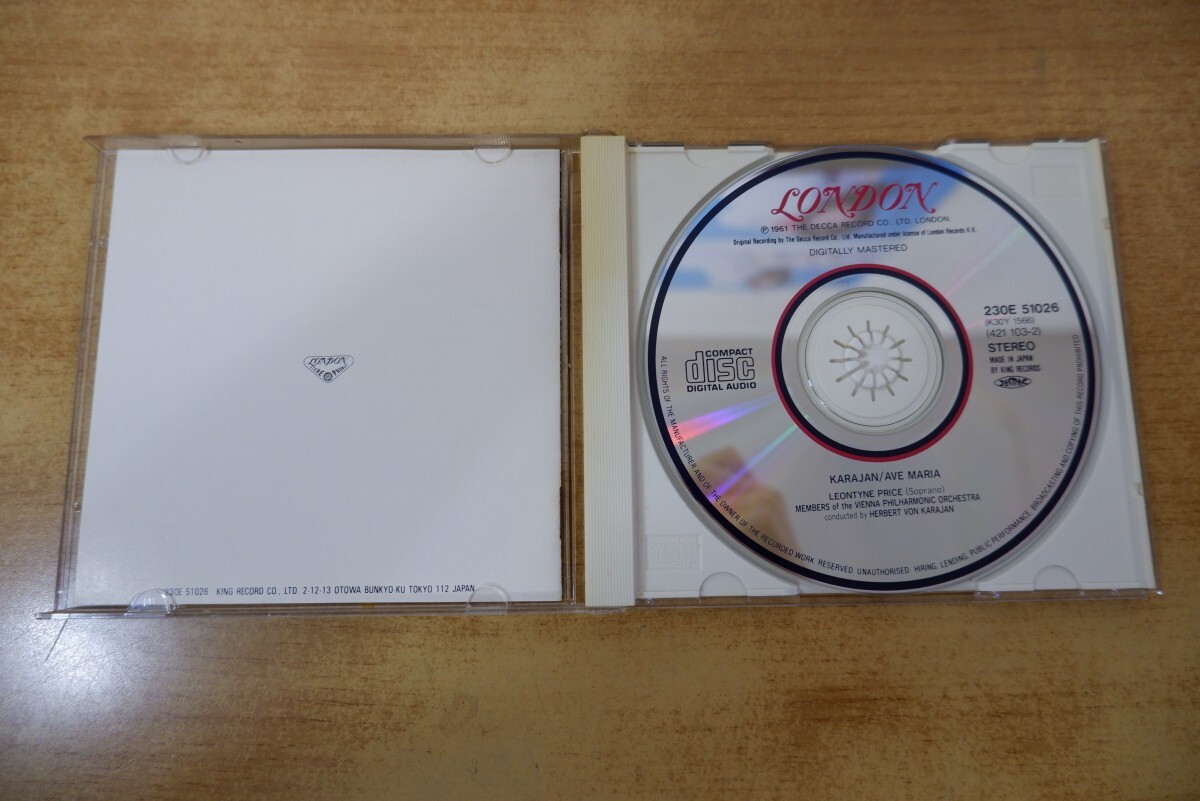 LONDON
230E 51026 KING RECORD CO., LTD. 2-12-13 OTOWA BUNKYO-KU TOKYO 112 JAPAN
LONDON
℗ 1961 THE DECCA RECORD CO., LTD. LONDON.
Original Recording by The Decca Record Co., Ltd. Manufactured under license of London Records K.K.
DIGITALLY MASTERED
230E 51026
(K30Y 1566)
(421 103-2)
STEREO
MADE IN JAPAN
BY KING RECORDS
COMPACT
disc
DIGITAL AUDIO
KARAJAN/AVE MARIA
LEONTYNE PRICE (Soprano)
MEMBERS of the VIENNA PHILHARMONIC ORCHESTRA
conducted by HERBERT VON KARAJAN
ALL RIGHTS OF THE MANUFACTURER AND OF THE OWNER OF THE RECORDED WORK RESERVED. UNAUTHORISED HIRING, LENDING, PUBLIC PERFORMANCE, BROADCASTING AND COPYING OF THIS RECORD PROHIBITED